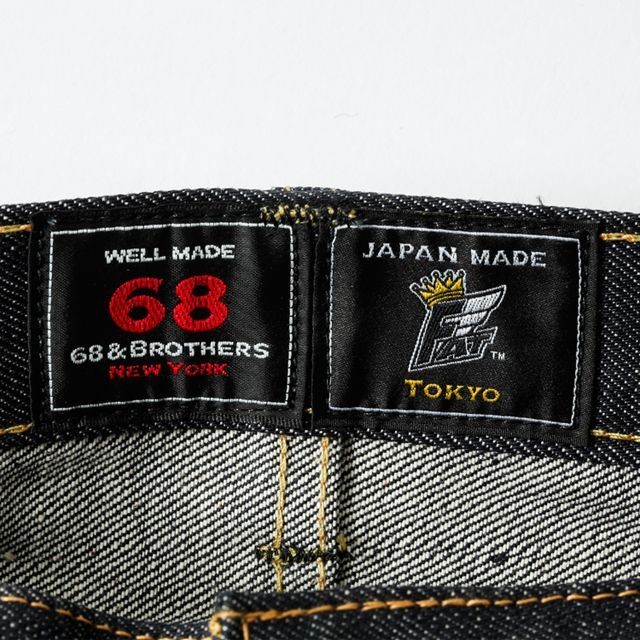 WELL MADE
68
68 & BROTHERS
NEW YORK
JAPAN MADE
FAT
TM
TOKYO